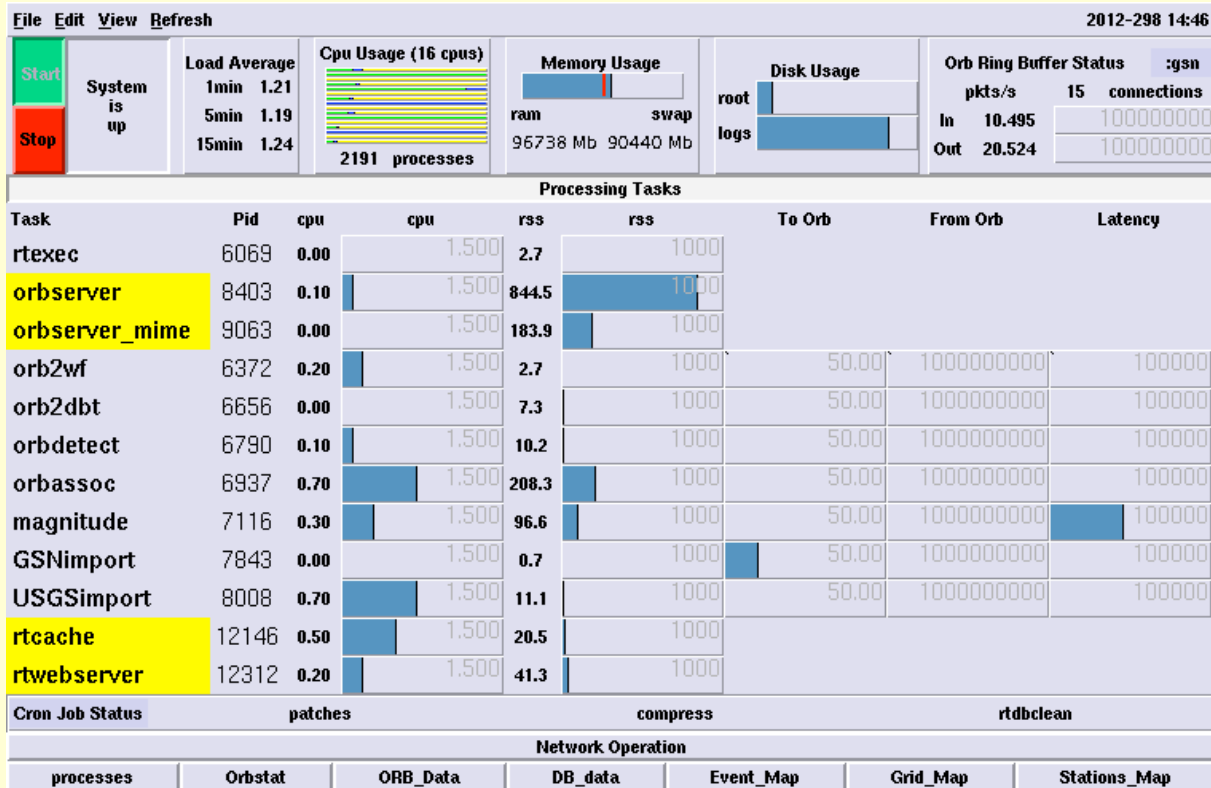 File Edit View Refresh 2012-298 14:46
Start
Stop
System
is
up
Load Average
1min 1.21
5min 1.19
15min 1.24
Cpu Usage (16 cpus)
2191 processes
Memory Usage
ram swap
96738 Mb 90440 Mb
Disk Usage
root
logs
Orb Ring Buffer Status :gsn
pkts/s 15 connections
In 10.495 100000000
Out 20.524 100000000
Processing Tasks
Task Pid cpu cpu rss rss To Orb From Orb Latency
rtexec 6069 0.00 1.500 2.7 1000
orbserver 8403 0.10 1.500 844.5 1000
orbserver_mime 9063 0.00 1.500 183.9 1000
orb2wf 6372 0.20 1.500 2.7 1000 50.00 1000000000 100000
orb2dbt 6656 0.00 1.500 7.3 1000 50.00 1000000000 100000
orbdetect 6790 0.10 1.500 10.2 1000 50.00 1000000000 100000
orbassoc 6937 0.70 1.500 208.3 1000 50.00 1000000000 100000
magnitude 7116 0.30 1.500 96.6 1000 50.00 1000000000 100000
GSNimport 7843 0.00 1.500 0.7 1000 50.00 1000000000 100000
USGSimport 8008 0.70 1.500 11.1 1000 50.00 1000000000 100000
rtcache 12146 0.50 1.500 20.5 1000
rtwebserver 12312 0.20 1.500 41.3 1000
Cron Job Status patches compress rtdbclean
Network Operation
processes Orbstat ORB_Data DB_data Event_Map Grid_Map Stations_Map